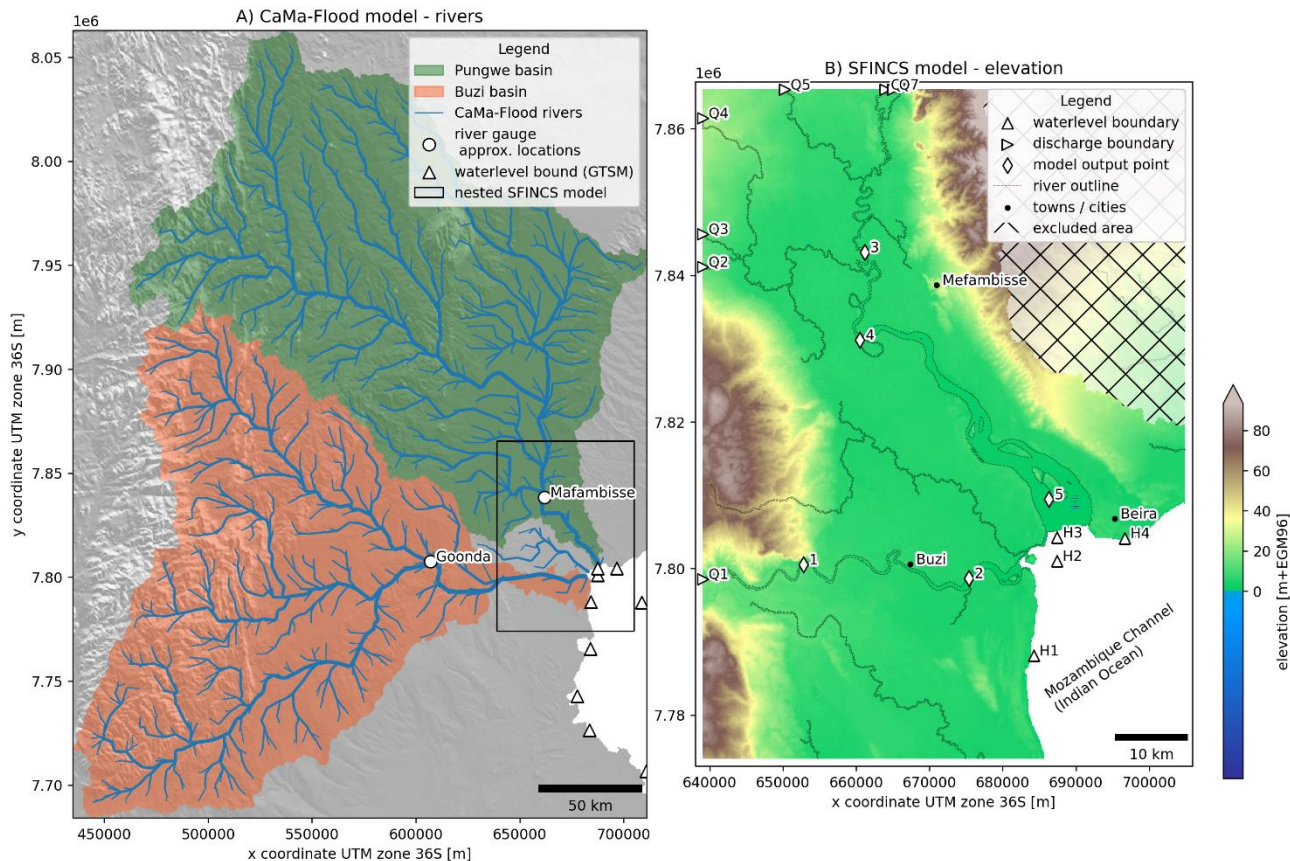 A) CaMa-Flood model - rivers
1e6
8.05
8.00
7.95
7.90
7.85
7.80
7.75
7.70
y coordinate UTM zone 36S [m]
Legend
Pungwe basin
Buzi basin
CaMa-Flood rivers
river gauge
approx. locations
waterlevel bound (GTSM)
nested SFINCS model
Mafambisse
Goonda
50 km
450000 500000 550000 600000 650000 700000
x coordinate UTM zone 36S [m]
B) SFINCS model - elevation
1e6
7.86
7.84
7.82
7.80
7.78
Legend
waterlevel boundary
discharge boundary
model output point
river outline
towns / cities
excluded area
Q5
Q7
Q4
Q3
3
Q2
Mefambisse
4
5
Beira
H3
H4
1
Buzi
H2
Q1
2
H1
Mozambique Channel
(Indian Ocean)
10 km
640000 650000 660000 670000 680000 690000 700000
x coordinate UTM zone 36S [m]
80
60
40
20
0
elevation [m+EGM96]